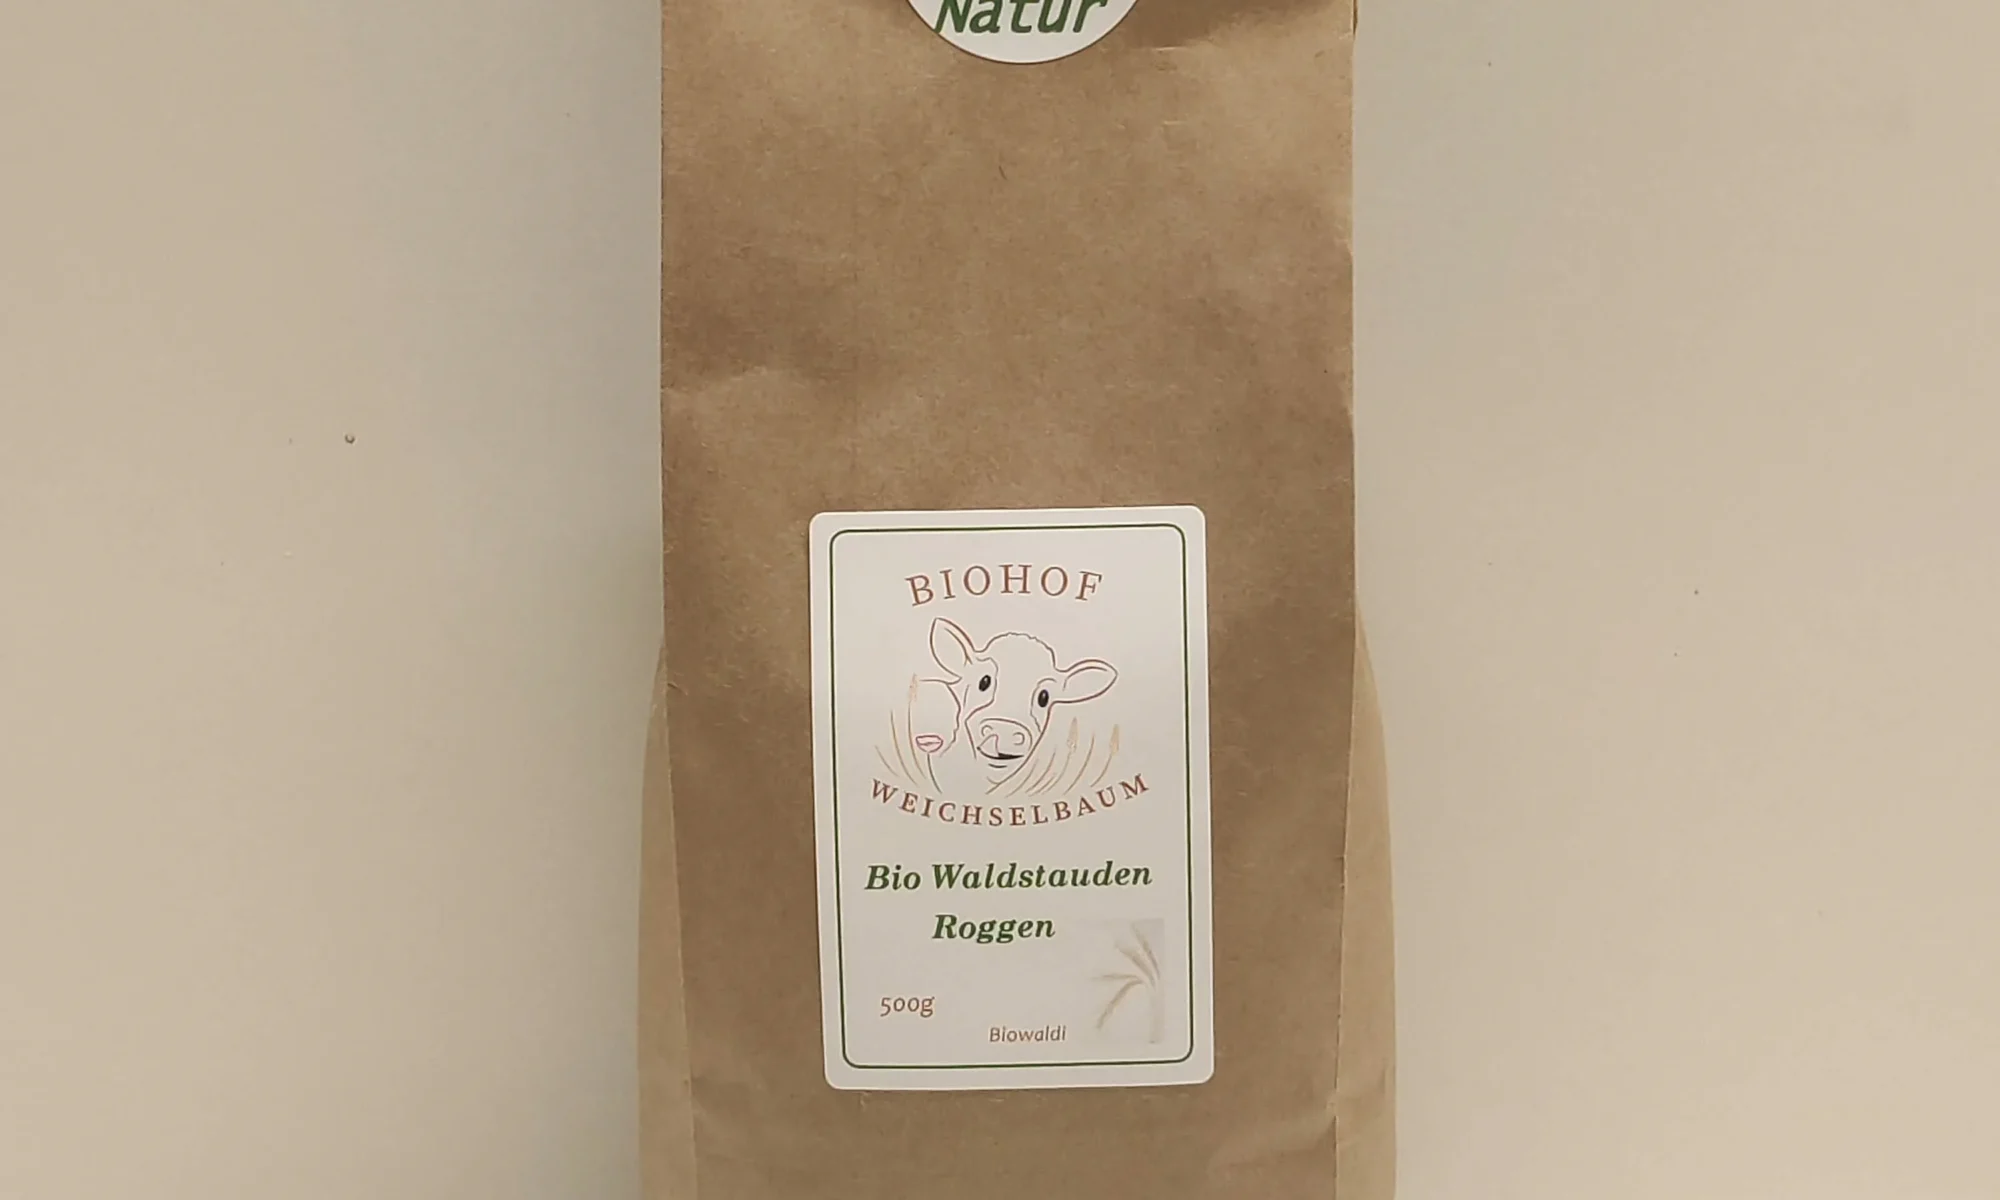 Natur
BIOHOF
WEICHSELBAUM
Bio Waldstauden
Roggen
500g
Biowaldi